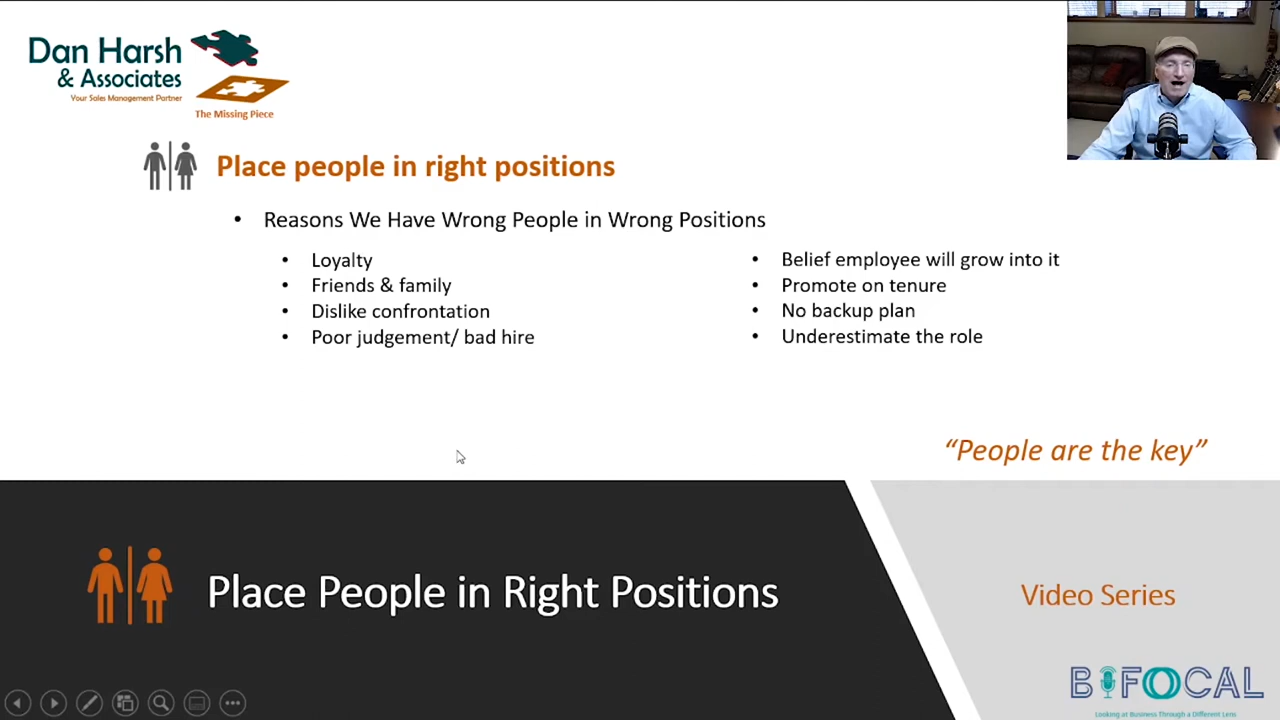 Dan Harsh
& Associates
Your Sales Management Partner
The Missing Piece
Place people in right positions
• Reasons We Have Wrong People in Wrong Positions
• Loyalty
• Friends & family
• Dislike confrontation
• Poor judgement/ bad hire
• Belief employee will grow into it
• Promote on tenure
• No backup plan
• Underestimate the role
“People are the key”
Place People in Right Positions
Video Series
BIFOCAL
Looking at Business Through a Different Lens